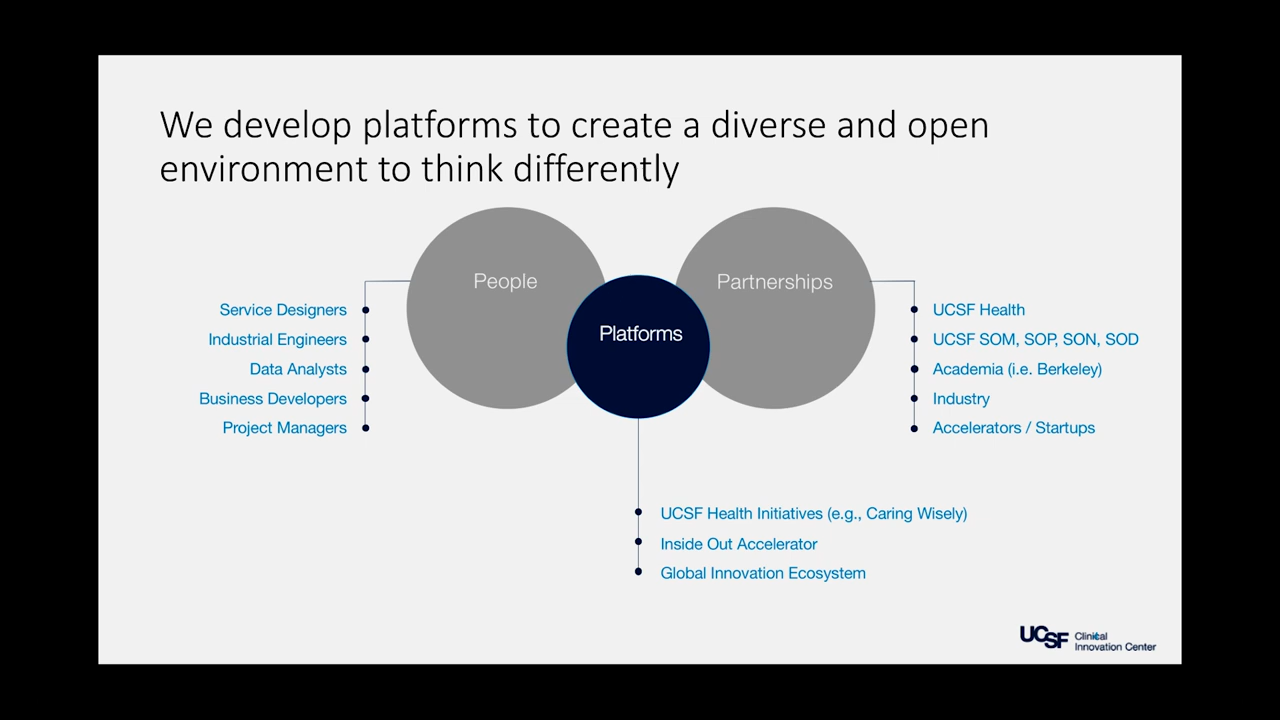 We develop platforms to create a diverse and open
environment to think differently
People
Partnerships
Platforms
Service Designers
Industrial Engineers
Data Analysts
Business Developers
Project Managers
UCSF Health
UCSF SOM, SOP, SON, SOD
Academia (i.e. Berkeley)
Industry
Accelerators / Startups
UCSF Health Initiatives (e.g., Caring Wisely)
Inside Out Accelerator
Global Innovation Ecosystem
UCSF Clinical
Innovation Center